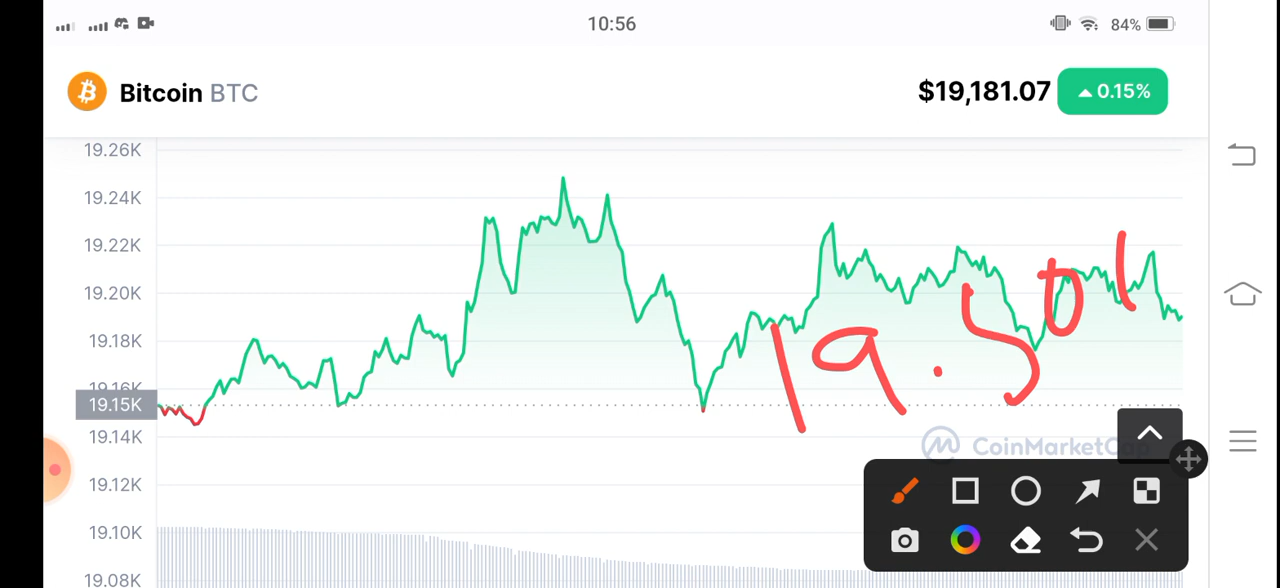 10:56
84%
Bitcoin BTC
$19,181.07
0.15%
19.26K
19.24K
19.22K
19.20K
19.18K
19.16K
19.15K
19.14K
19.12K
19.10K
19.08K
CoinMarketCap